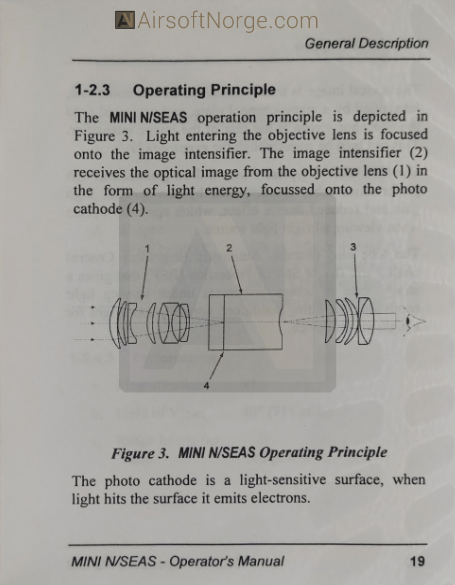 AirsoftNorge.com
General Description
1-2.3 Operating Principle
The MINI N/SEAS operation principle is depicted in
Figure 3. Light entering the objective lens is focused
onto the image intensifier. The image intensifier (2)
receives the optical image from the objective lens (1) in
the form of light energy, focussed onto the photo
cathode (4).
1 2 3
4
Figure 3. MINI N/SEAS Operating Principle
The photo cathode is a light-sensitive surface, when
light hits the surface it emits electrons.
MINI N/SEAS - Operator's Manual 19